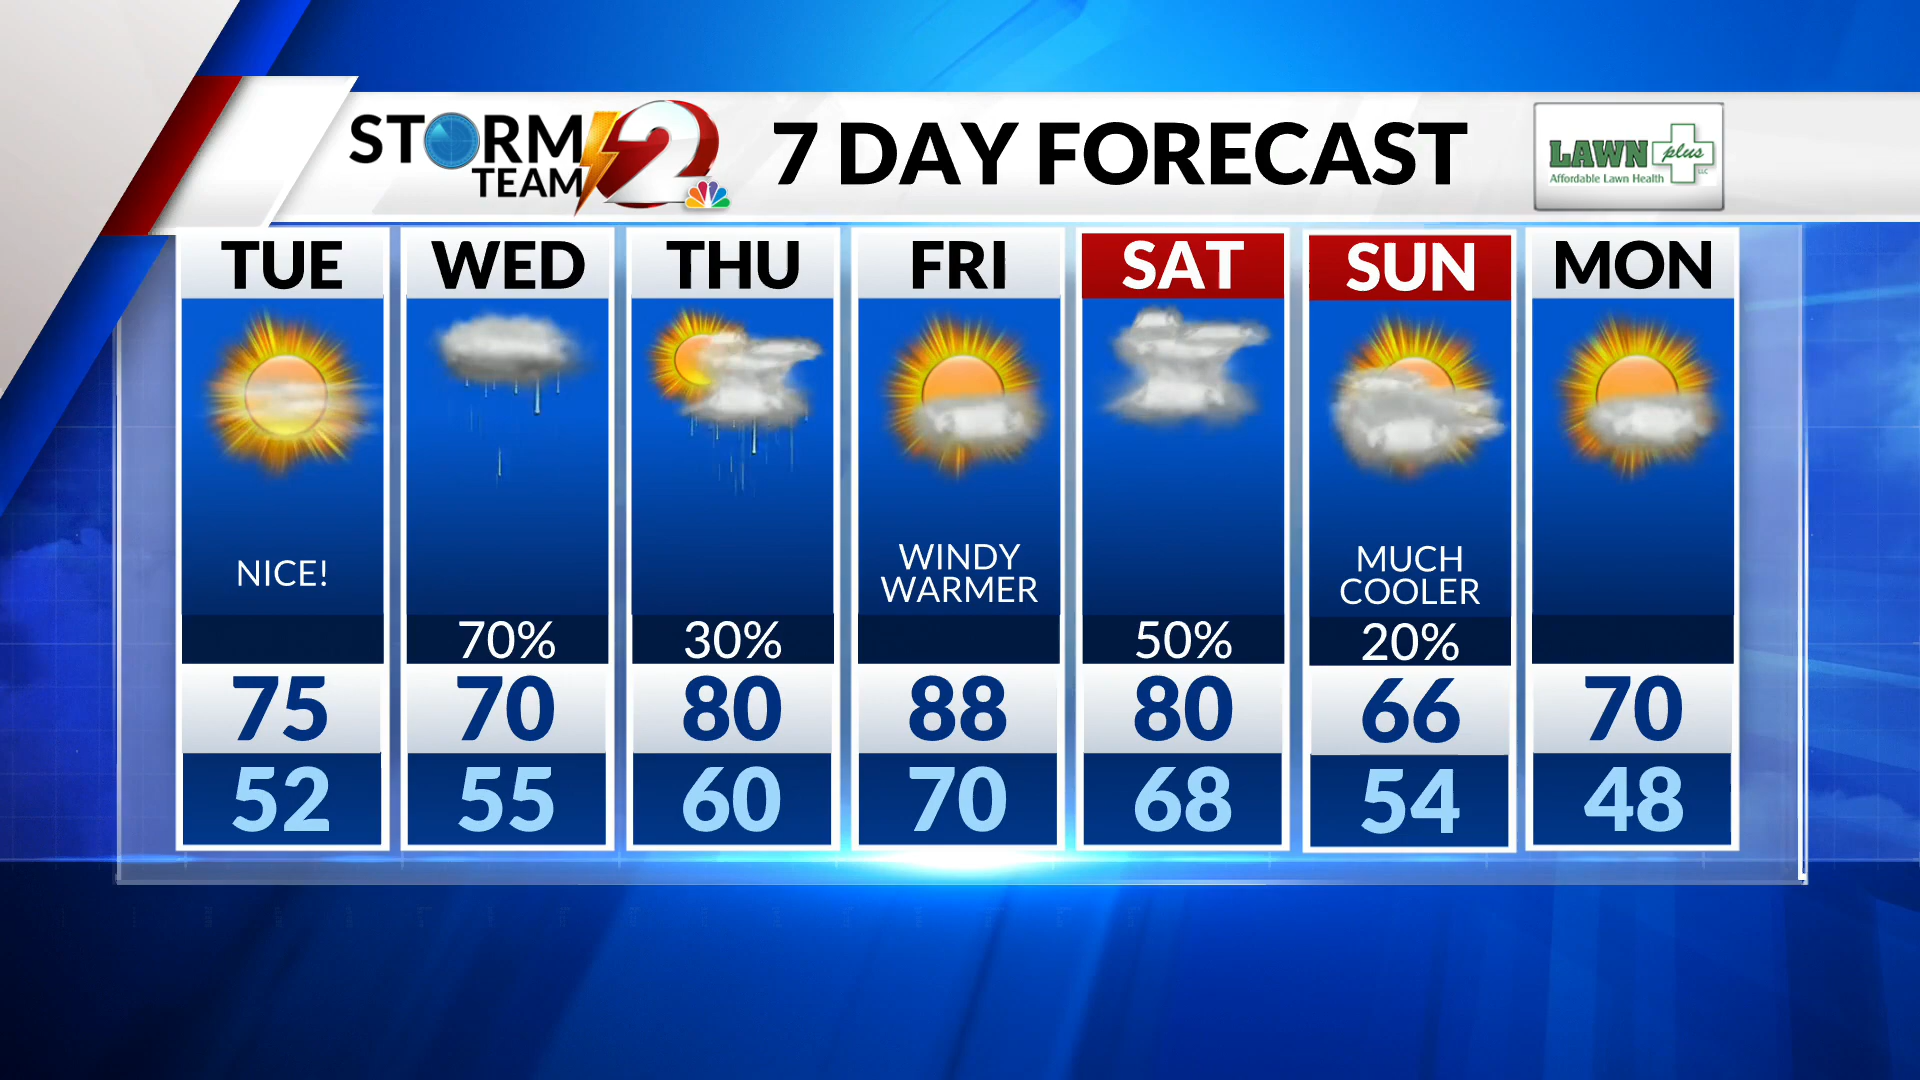 STORM
TEAM
2
7 DAY FORECAST
LAWN plus
LLC
Affordable Lawn Health
TUE WED THU FRI SAT SUN MON
NICE!
WINDY
WARMER
MUCH
COOLER
70% 30% 50% 20%
75 70 80 88 80 66 70
52 55 60 70 68 54 48